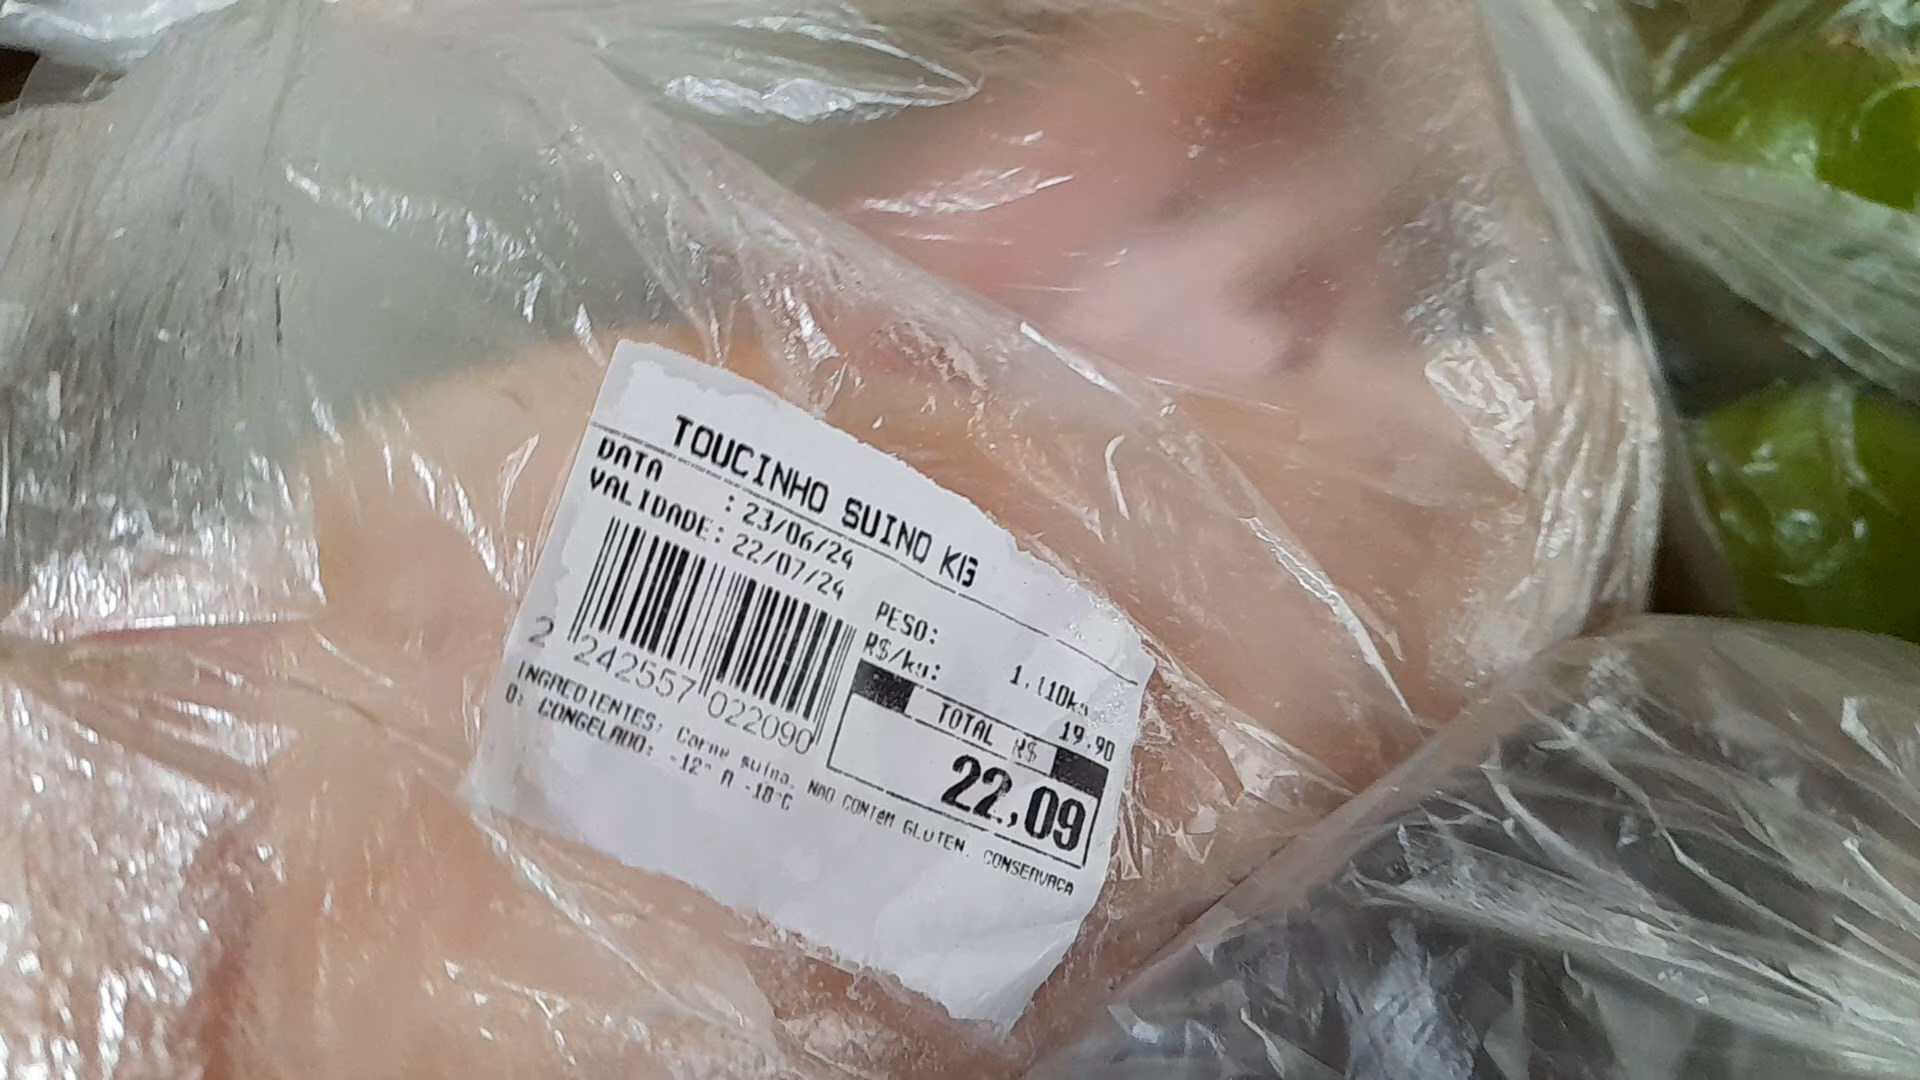 TOUCINHO SUINO KG
DATA : 23/06/24
VALIDADE: 22/07/24
PESO: 1.110kg
R$/kg: 19.90
TOTAL R$
22,09
2 242557 022090
INGREDIENTES: Carne suina. NAO CONTEM GLUTEN. CONSERVACA
O: CONGELADO: -12° A -18°C